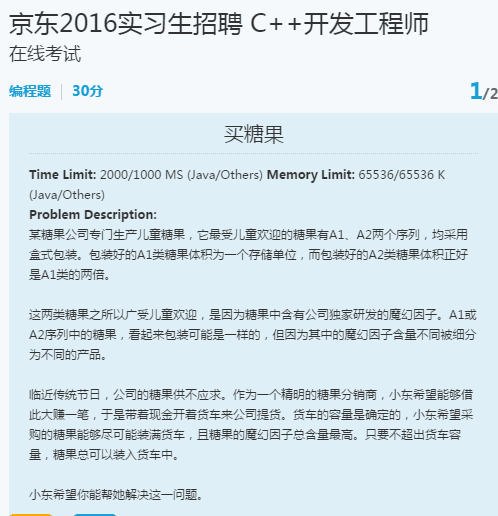 京东2016实习生招聘 C++开发工程师
在线考试
编程题 | 30分
1/2
买糖果
Time Limit: 2000/1000 MS (Java/Others) Memory Limit: 65536/65536 K
(Java/Others)
Problem Description:
某糖果公司专门生产儿童糖果，它最受儿童欢迎的糖果有A1、A2两个序列，均采用
盒式包装。包装好的A1类糖果体积为一个存储单位，而包装好的A2类糖果体积正好
是A1类的两倍。
这两类糖果之所以广受儿童欢迎，是因为糖果中含有公司独家研发的魔幻因子。A1或
A2序列中的糖果，看起来包装可能是一样的，但因为其中的魔幻因子含量不同被细分
为不同的产品。
临近传统节日，公司的糖果供不应求。作为一个精明的糖果分销商，小东希望能够借
此大赚一笔，于是带着现金开着货车来公司提货。货车的容量是确定的，小东希望采
购的糖果能够尽可能装满货车，且糖果的魔幻因子总含量最高。只要不超出货车容
量，糖果总可以装入货车中。
小东希望你能帮她解决这一问题。